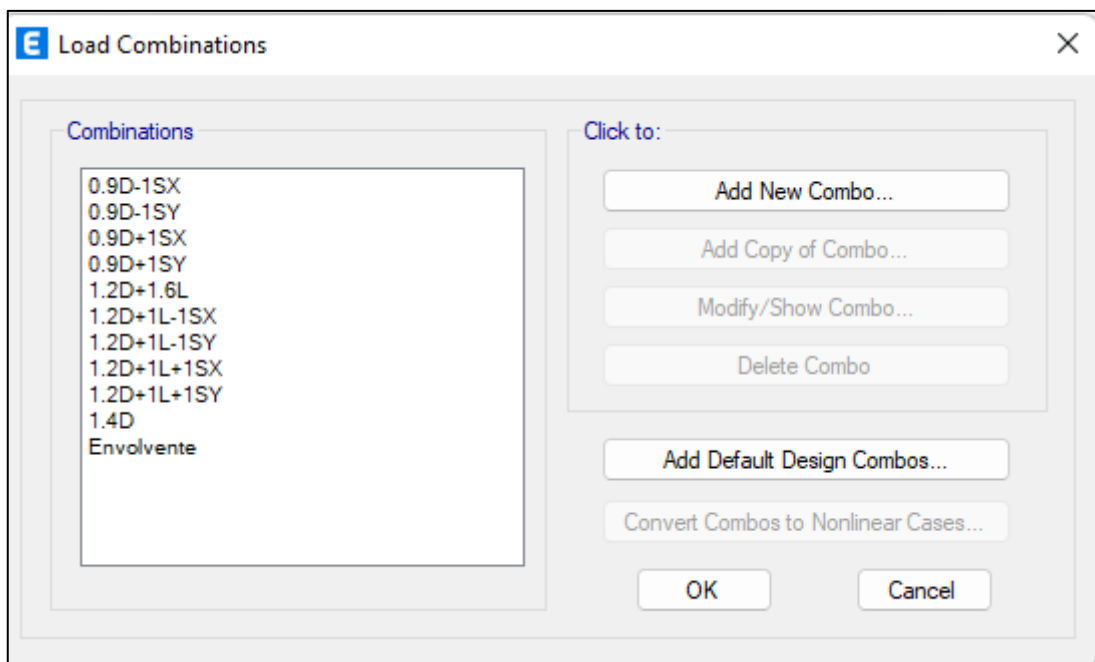 E Load Combinations
Combinations
0.9D-1SX
0.9D-1SY
0.9D+1SX
0.9D+1SY
1.2D+1.6L
1.2D+1L-1SX
1.2D+1L-1SY
1.2D+1L+1SX
1.2D+1L+1SY
1.4D
Envolvente
Click to:
Add New Combo...
Add Copy of Combo...
Modify/Show Combo...
Delete Combo
Add Default Design Combos...
Convert Combos to Nonlinear Cases...
OK
Cancel